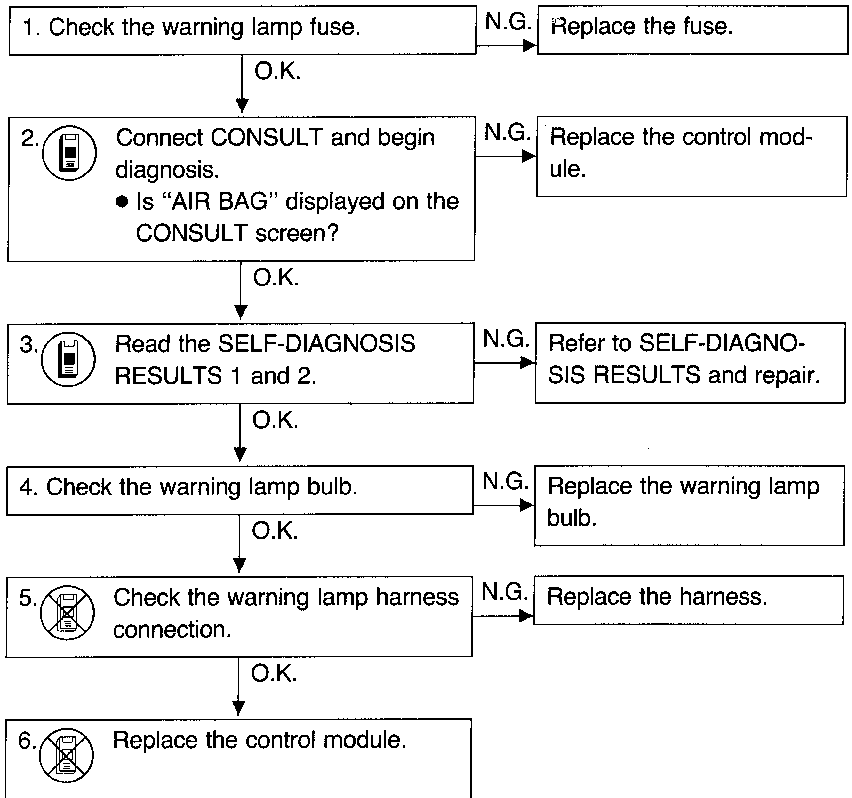 1. Check the warning lamp fuse.
N.G.
Replace the fuse.
O.K.
2. Connect CONSULT and begin
diagnosis.
● Is “AIR BAG” displayed on the
CONSULT screen?
N.G.
Replace the control mod-
ule.
O.K.
3. Read the SELF-DIAGNOSIS
RESULTS 1 and 2.
N.G.
Refer to SELF-DIAGNO-
SIS RESULTS and repair.
O.K.
4. Check the warning lamp bulb.
N.G.
Replace the warning lamp
bulb.
O.K.
5. Check the warning lamp harness
connection.
N.G.
Replace the harness.
O.K.
6. Replace the control module.